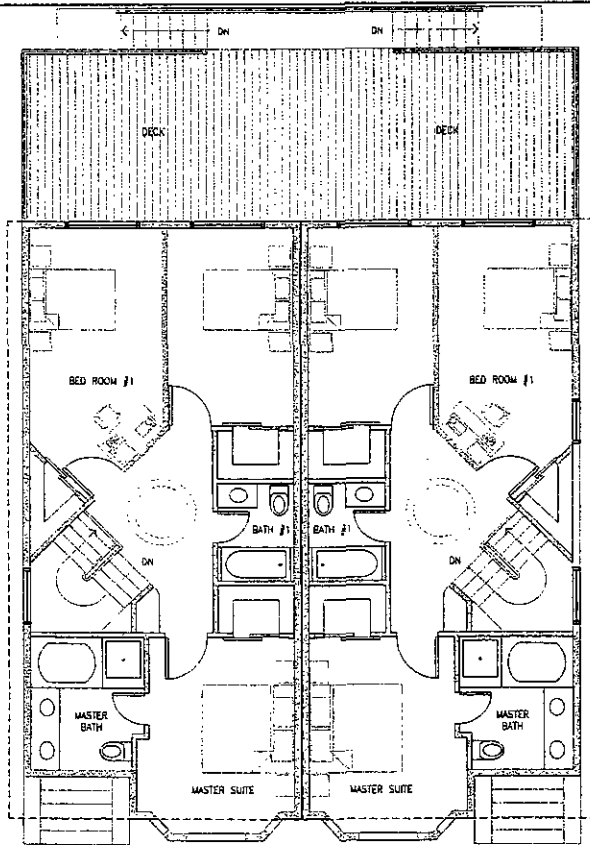 DN DN
DECK DECK
BED ROOM #1 BED ROOM #1
BATH #1 BATH #1
DN DN
MASTER
BATH
MASTER
BATH
MASTER SUITE MASTER SUITE